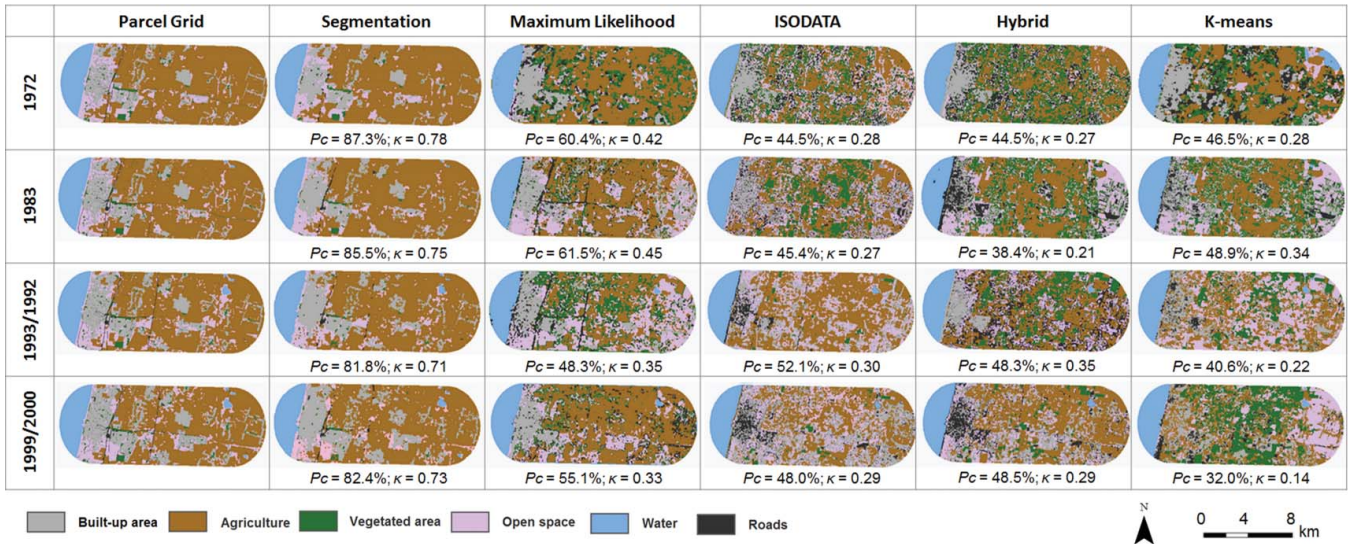 Parcel Grid Segmentation Maximum Likelihood ISODATA Hybrid K-means
1972
Pc = 87.3%; κ = 0.78 Pc = 60.4%; κ = 0.42 Pc = 44.5%; κ = 0.28 Pc = 44.5%; κ = 0.27 Pc = 46.5%; κ = 0.28
1983
Pc = 85.5%; κ = 0.75 Pc = 61.5%; κ = 0.45 Pc = 45.4%; κ = 0.27 Pc = 38.4%; κ = 0.21 Pc = 48.9%; κ = 0.34
1993/1992
Pc = 81.8%; κ = 0.71 Pc = 48.3%; κ = 0.35 Pc = 52.1%; κ = 0.30 Pc = 48.3%; κ = 0.35 Pc = 40.6%; κ = 0.22
1999/2000
Pc = 82.4%; κ = 0.73 Pc = 55.1%; κ = 0.33 Pc = 48.0%; κ = 0.29 Pc = 48.5%; κ = 0.29 Pc = 32.0%; κ = 0.14
Built-up area Agriculture Vegetated area Open space Water Roads
N
0 4 8
km